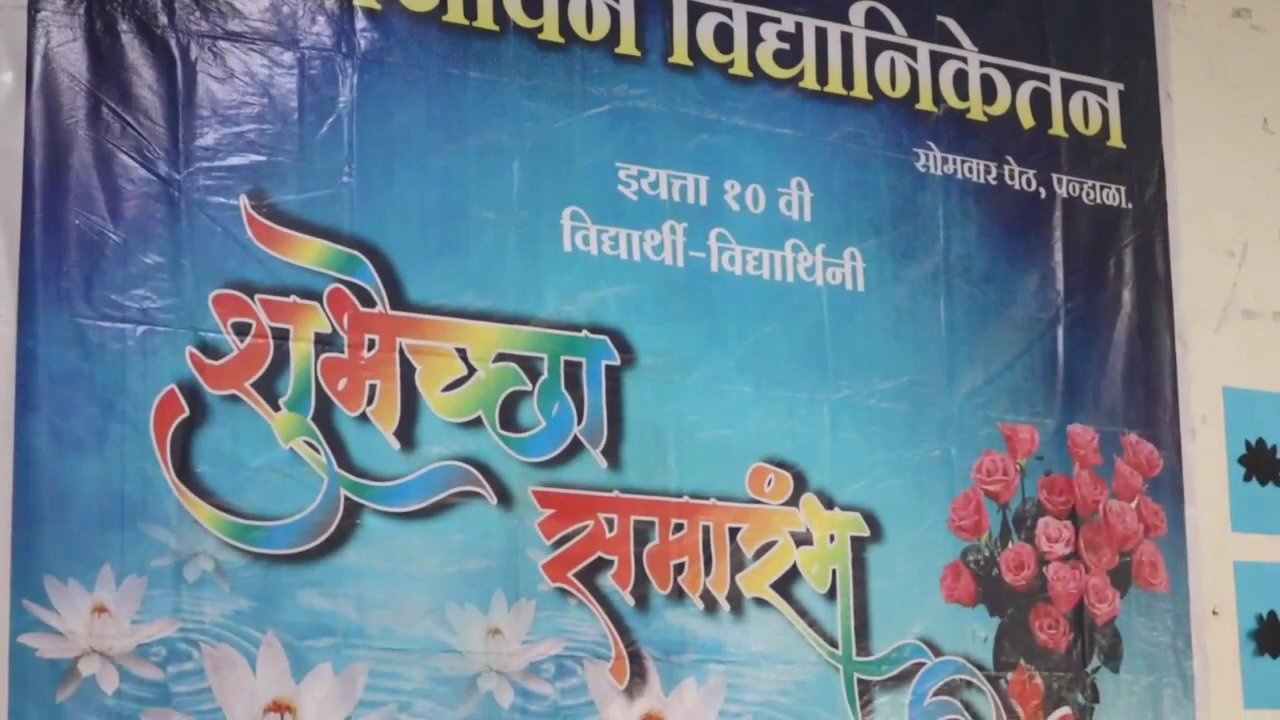 विद्यानिकेतन
सोमवार पेठ, पन्हाळा.
इयत्ता १० वी
विद्यार्थी-विद्यार्थिनी
शुभेच्छा
समारंभ